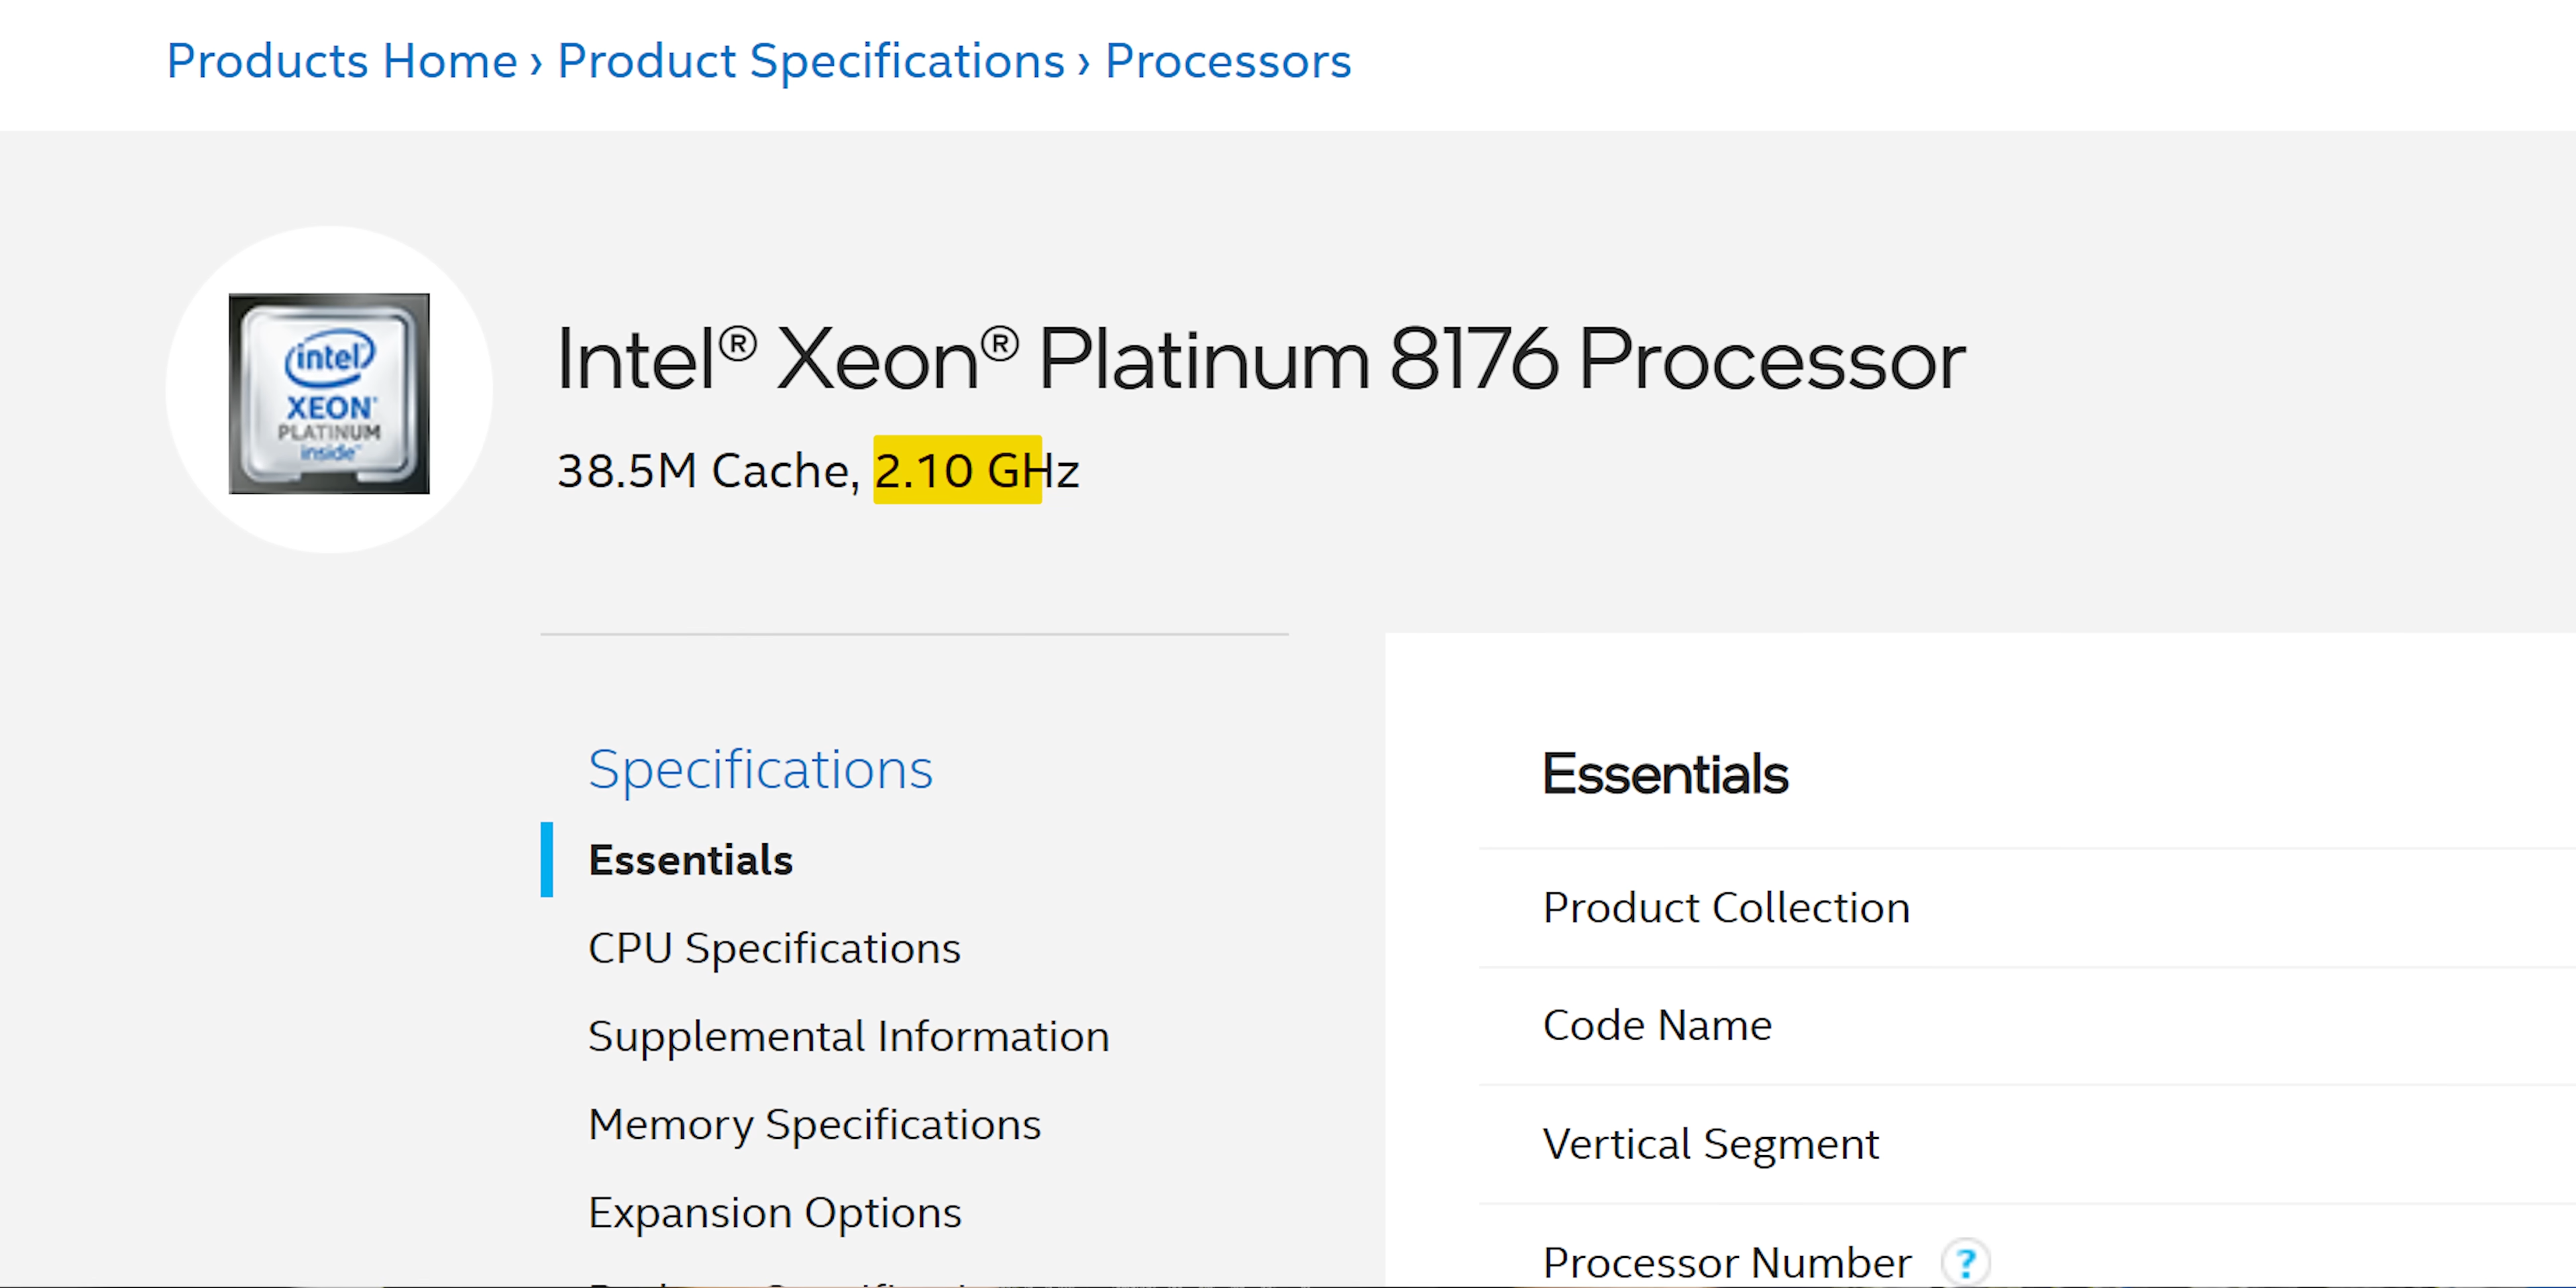 Products Home › Product Specifications › Processors
intel
XEON®
PLATINUM
inside™
Intel® Xeon® Platinum 8176 Processor
38.5M Cache, 2.10 GHz
Specifications
Essentials
CPU Specifications
Supplemental Information
Memory Specifications
Expansion Options
Essentials
Product Collection
Code Name
Vertical Segment
Processor Number ?